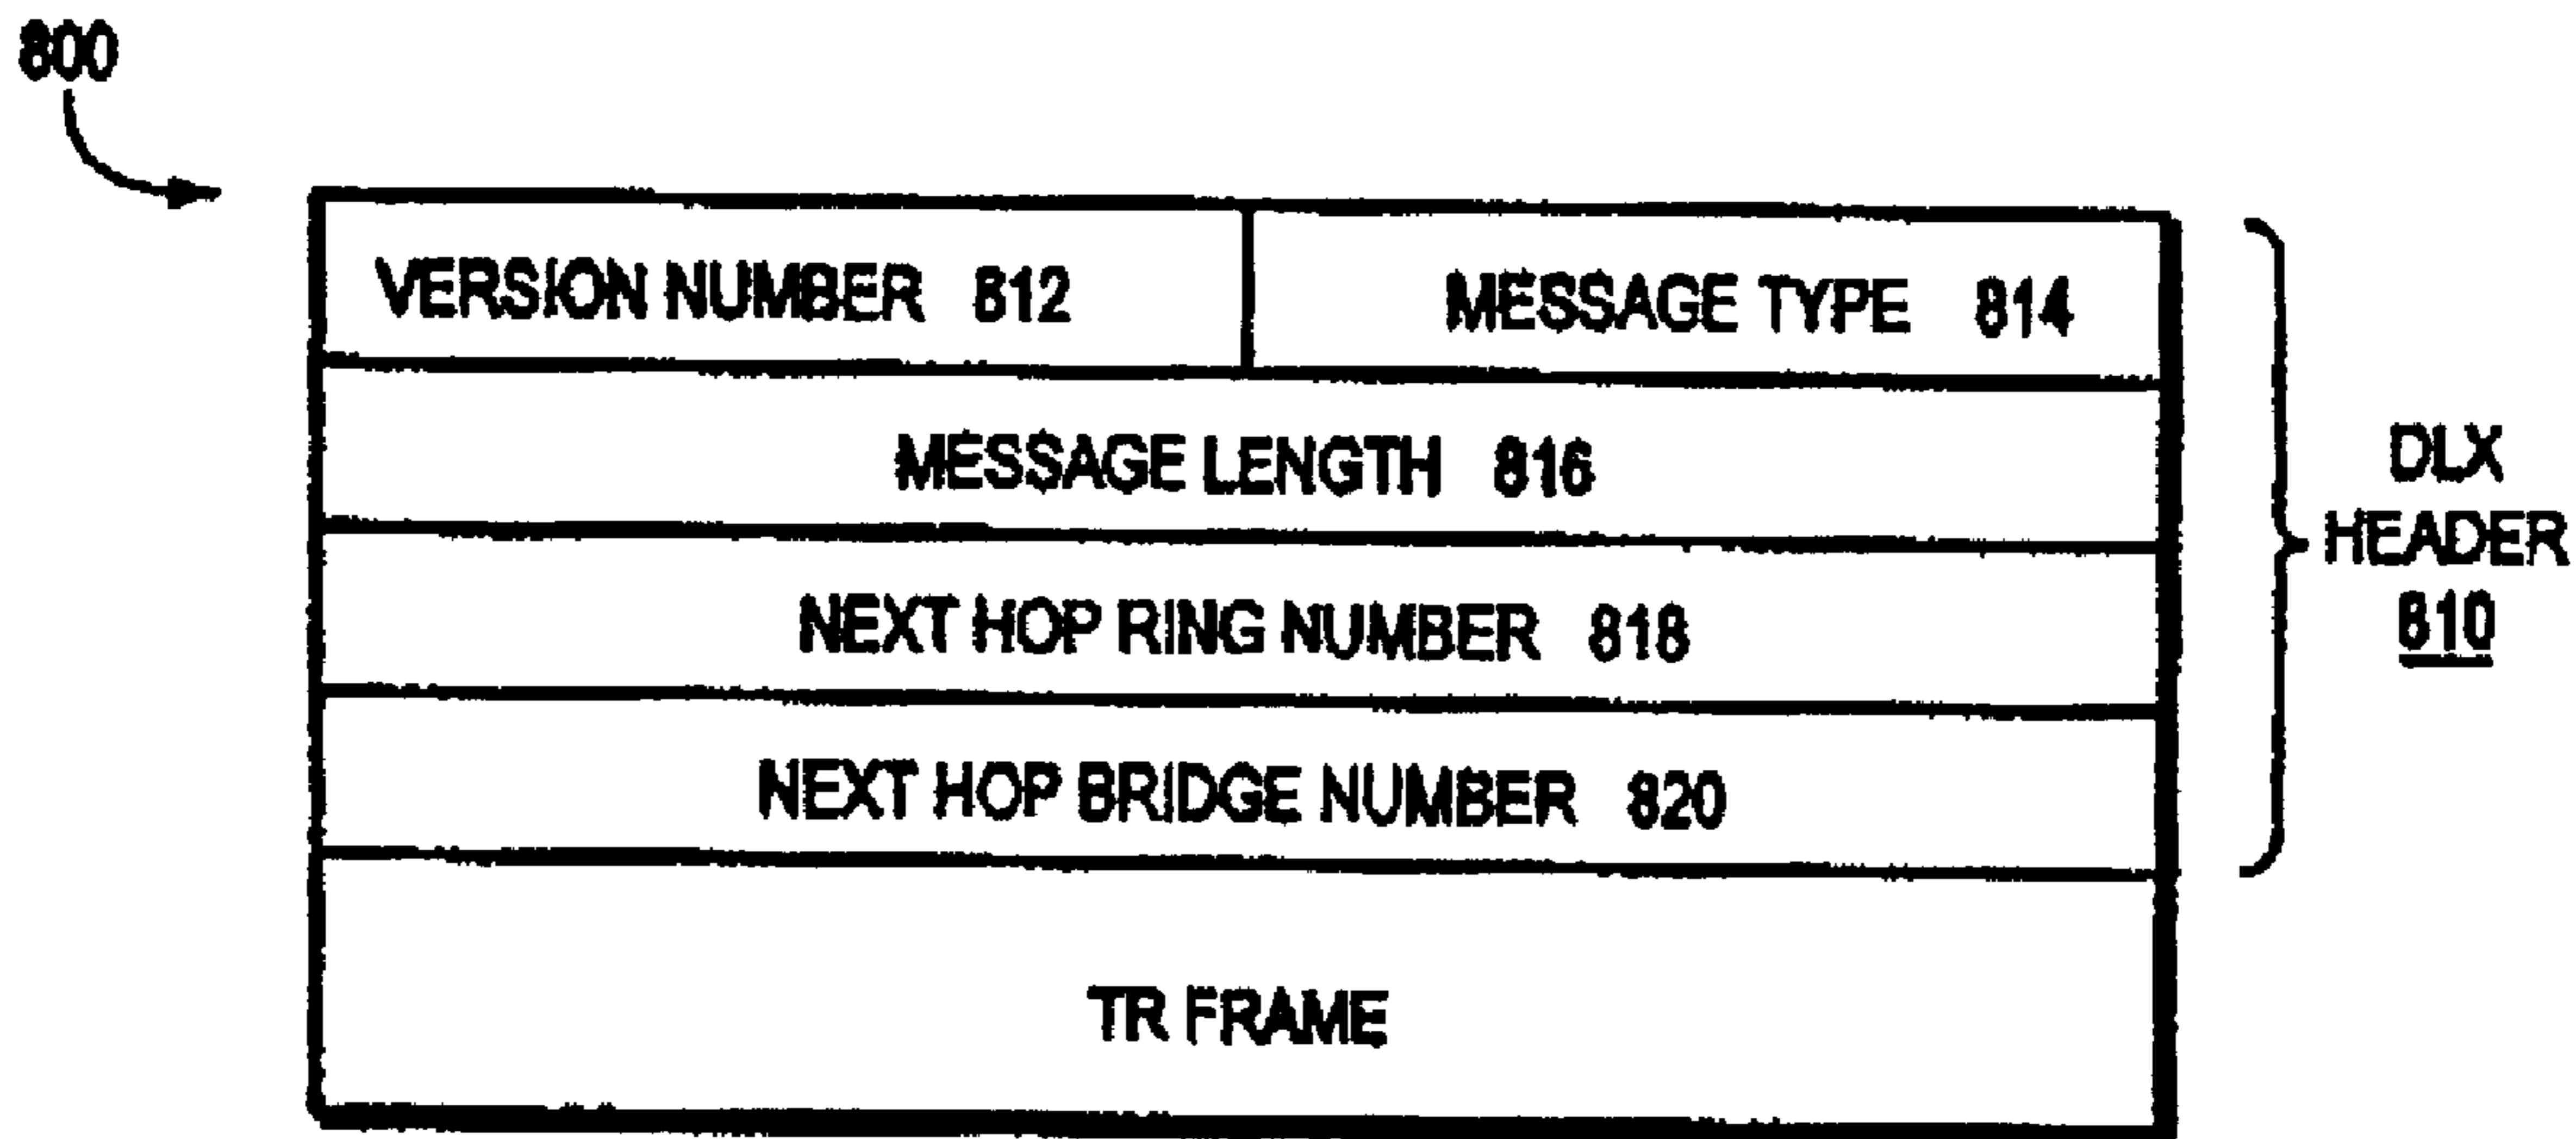 800
VERSION NUMBER 812
MESSAGE TYPE 814
MESSAGE LENGTH 816
NEXT HOP RING NUMBER 818
NEXT HOP BRIDGE NUMBER 820
TR FRAME
DLX
HEADER
810